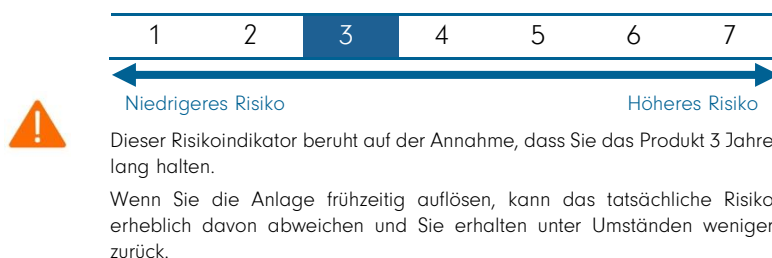 1 2 3 4 5 6 7
Niedrigeres Risiko Höheres Risiko
Dieser Risikoindikator beruht auf der Annahme, dass Sie das Produkt 3 Jahre
lang halten.
Wenn Sie die Anlage frühzeitig auflösen, kann das tatsächliche Risiko
erheblich davon abweichen und Sie erhalten unter Umständen weniger
zurück.